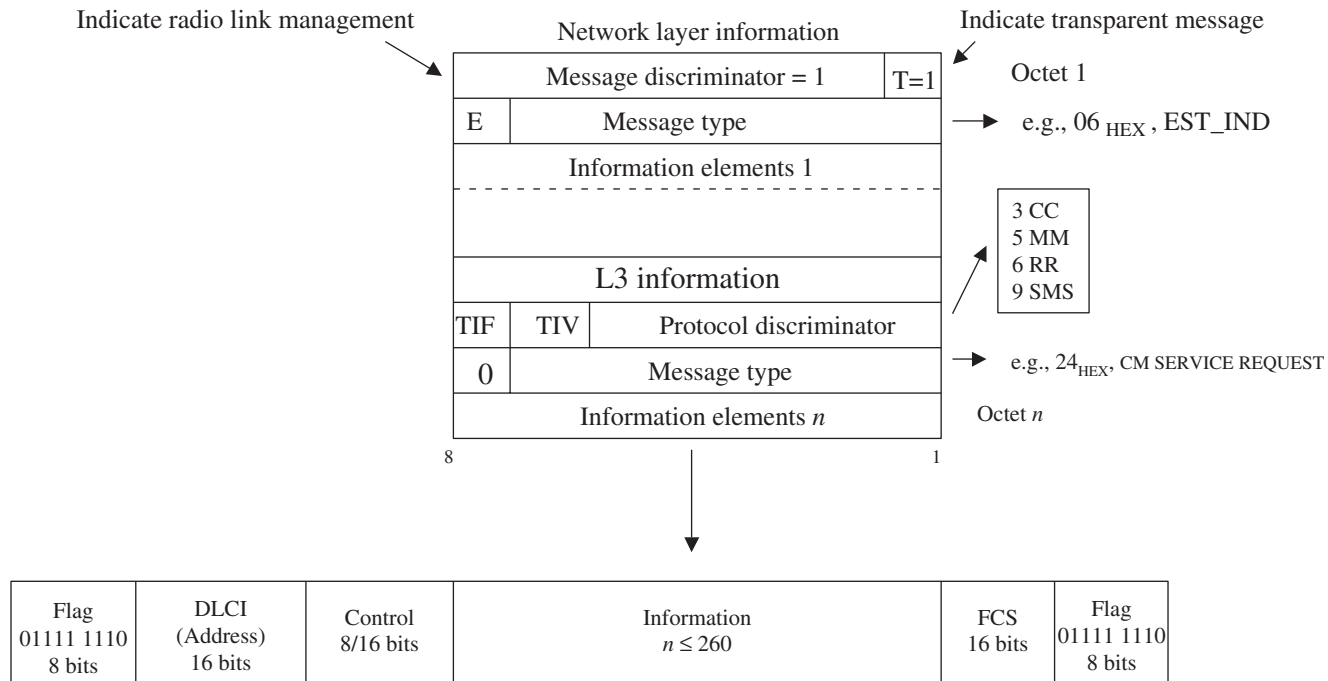 Indicate radio link management
Indicate transparent message
Network layer information
Message discriminator = 1
T=1
Octet 1
E
Message type
e.g., 06 HEX , EST_IND
Information elements 1
3 CC
5 MM
6 RR
9 SMS
L3 information
TIF
TIV
Protocol discriminator
0
Message type
e.g., 24HEX, CM SERVICE REQUEST
Information elements n
Octet n
8
1
Flag
01111 1110
8 bits
DLCI
(Address)
16 bits
Control
8/16 bits
Information
n ≤ 260
FCS
16 bits
Flag
01111 1110
8 bits